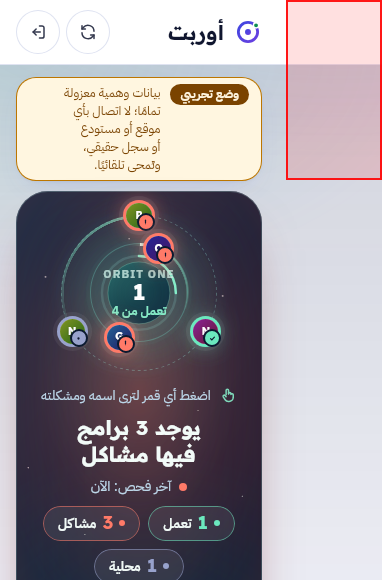 أوربت
وضع تجريبي
بيانات وهمية معزولة
تمامًا؛ لا اتصال بأي
موقع أو مستودع
أو سجل حقيقي،
وتُمحى تلقائيًا.
ORBIT ONE
1
تعمل من 4
اضغط أي قمر لترى اسمه ومشكلته
يوجد 3 برامج
فيها مشاكل
آخر فحص: الآن
1 تعمل
3 مشاكل
1 محلية